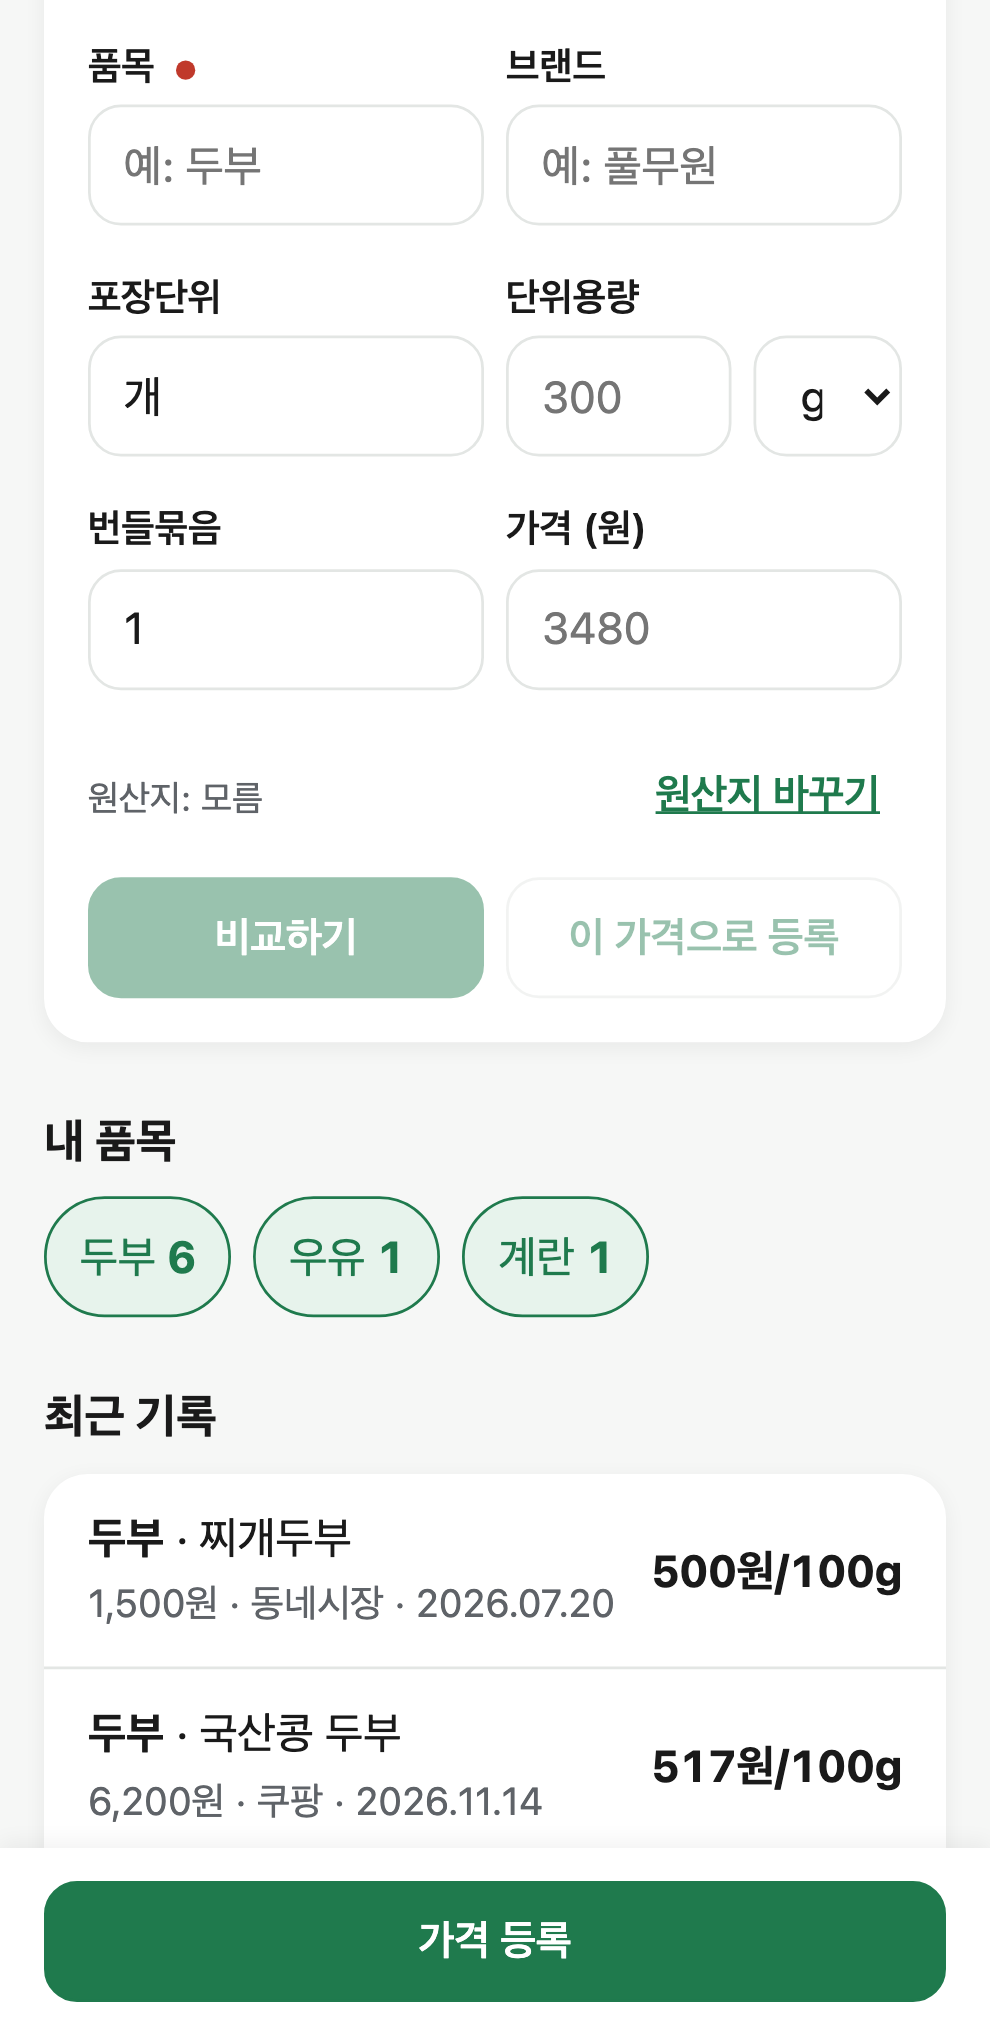 품목 브랜드
예: 두부 예: 풀무원
포장단위 단위용량
개 300 g
번들묶음 가격 (원)
1 3480
원산지: 모름 원산지 바꾸기
비교하기 이 가격으로 등록
내 품목
두부 6 우유 1 계란 1
최근 기록
두부 · 찌개두부
500원/100g
1,500원 · 동네시장 · 2026.07.20
두부 · 국산콩 두부
517원/100g
6,200원 · 쿠팡 · 2026.11.14
가격 등록